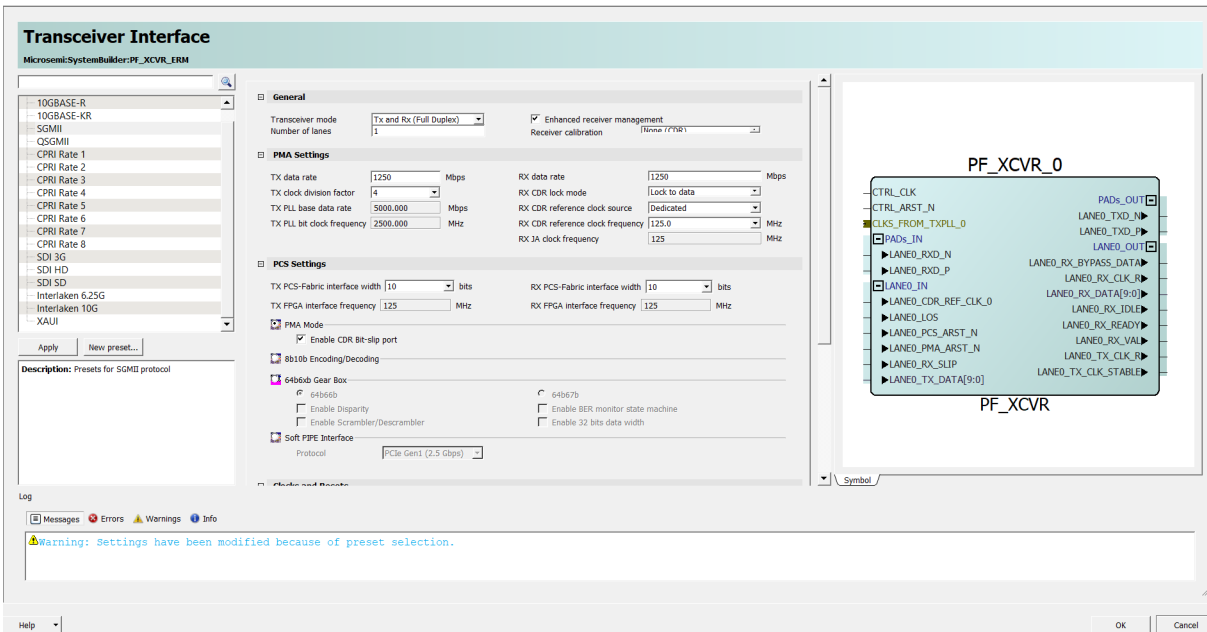 Transceiver Interface
Microsemi:SystemBuilder:PF_XCVR_ERM
10GBASE-R
10GBASE-KR
SGMII
QSGMII
CPRI Rate 1
CPRI Rate 2
CPRI Rate 3
CPRI Rate 4
CPRI Rate 5
CPRI Rate 6
CPRI Rate 7
CPRI Rate 8
SDI 3G
SDI HD
SDI SD
Interlaken 6.25G
Interlaken 10G
XAUI
Apply New preset...
Description: Presets for SGMII protocol
General
Transceiver mode Tx and Rx (Full Duplex) Enhanced receiver management
Number of lanes 1 Receiver calibration None (CDR)
PMA Settings
TX data rate 1250 Mbps RX data rate 1250 Mbps
TX clock division factor 4 RX CDR lock mode Lock to data
TX PLL base data rate 5000.000 Mbps RX CDR reference clock source Dedicated
TX PLL bit clock frequency 2500.000 MHz RX CDR reference clock frequency 125.0 MHz
RX JA clock frequency 125 MHz
PCS Settings
TX PCS-Fabric interface width 10 bits RX PCS-Fabric interface width 10 bits
TX FPGA interface frequency 125 MHz RX FPGA interface frequency 125 MHz
PMA Mode
Enable CDR Bit-slip port
8b10b Encoding/Decoding
64b6xb Gear Box
64b66b 64b67b
Enable Disparity Enable BER monitor state machine
Enable Scrambler/Descrambler Enable 32 bits data width
Soft PIPE Interface
Protocol PCIe Gen1 (2.5 Gbps)
Clocks and Resets
PF_XCVR_0
CTRL_CLK
CTRL_ARST_N
CLKS_FROM_TXPLL_0
PADs_IN
LANE0_RXD_N
LANE0_RXD_P
LANE0_IN
LANE0_CDR_REF_CLK_0
LANE0_LOS
LANE0_PCS_ARST_N
LANE0_PMA_ARST_N
LANE0_RX_SLIP
LANE0_TX_DATA[9:0]
PADs_OUT
LANE0_TXD_N
LANE0_TXD_P
LANE0_OUT
LANE0_RX_BYPASS_DATA
LANE0_RX_CLK_R
LANE0_RX_DATA[9:0]
LANE0_RX_IDLE
LANE0_RX_READY
LANE0_RX_VAL
LANE0_TX_CLK_R
LANE0_TX_CLK_STABLE
PF_XCVR
Symbol
Log
Messages Errors Warnings Info
Warning: Settings have been modified because of preset selection.
Help OK Cancel